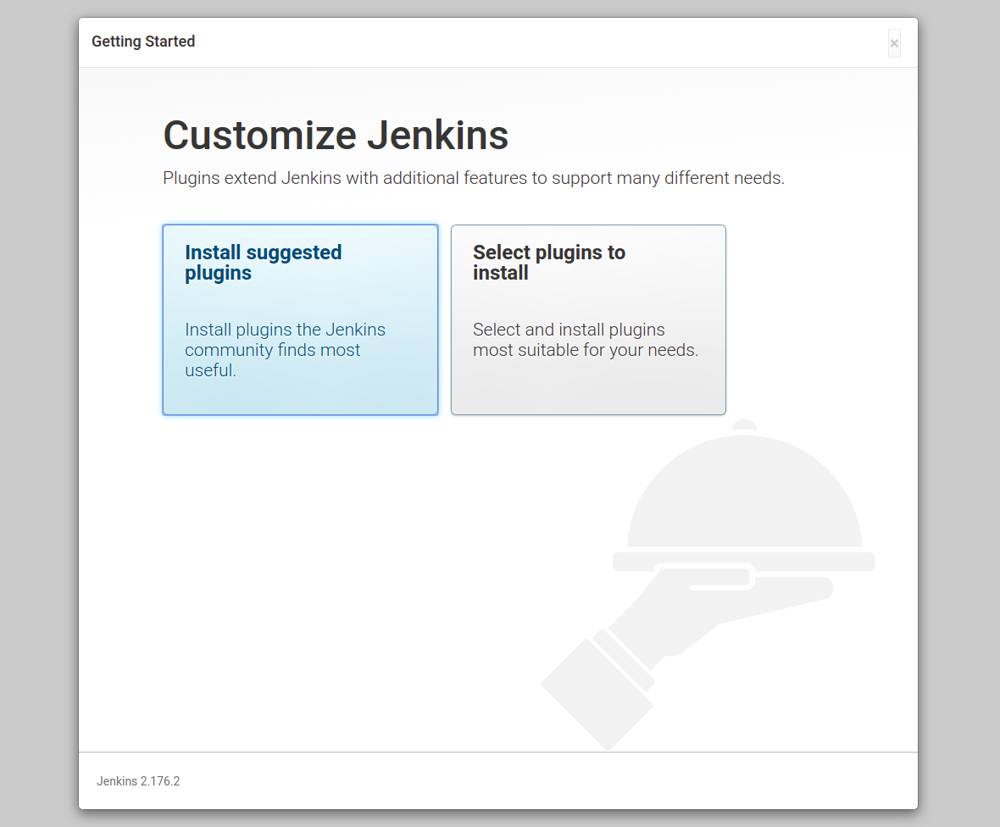 Getting Started
×
Customize Jenkins
Plugins extend Jenkins with additional features to support many different needs.
Install suggested
plugins
Install plugins the Jenkins
community finds most
useful.
Select plugins to
install
Select and install plugins
most suitable for your needs.
Jenkins 2.176.2